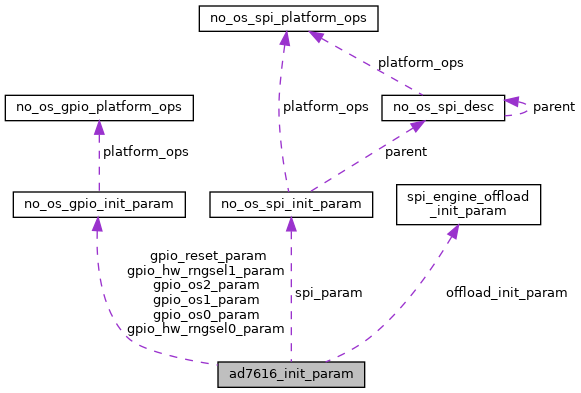 no_os_spi_platform_ops
platform_ops
no_os_gpio_platform_ops
platform_ops
no_os_spi_desc
parent
platform_ops
parent
no_os_gpio_init_param
no_os_spi_init_param
spi_engine_offload
_init_param
gpio_reset_param
gpio_hw_rngsel1_param
gpio_os2_param
gpio_os1_param
gpio_os0_param
gpio_hw_rngsel0_param
spi_param
offload_init_param
ad7616_init_param